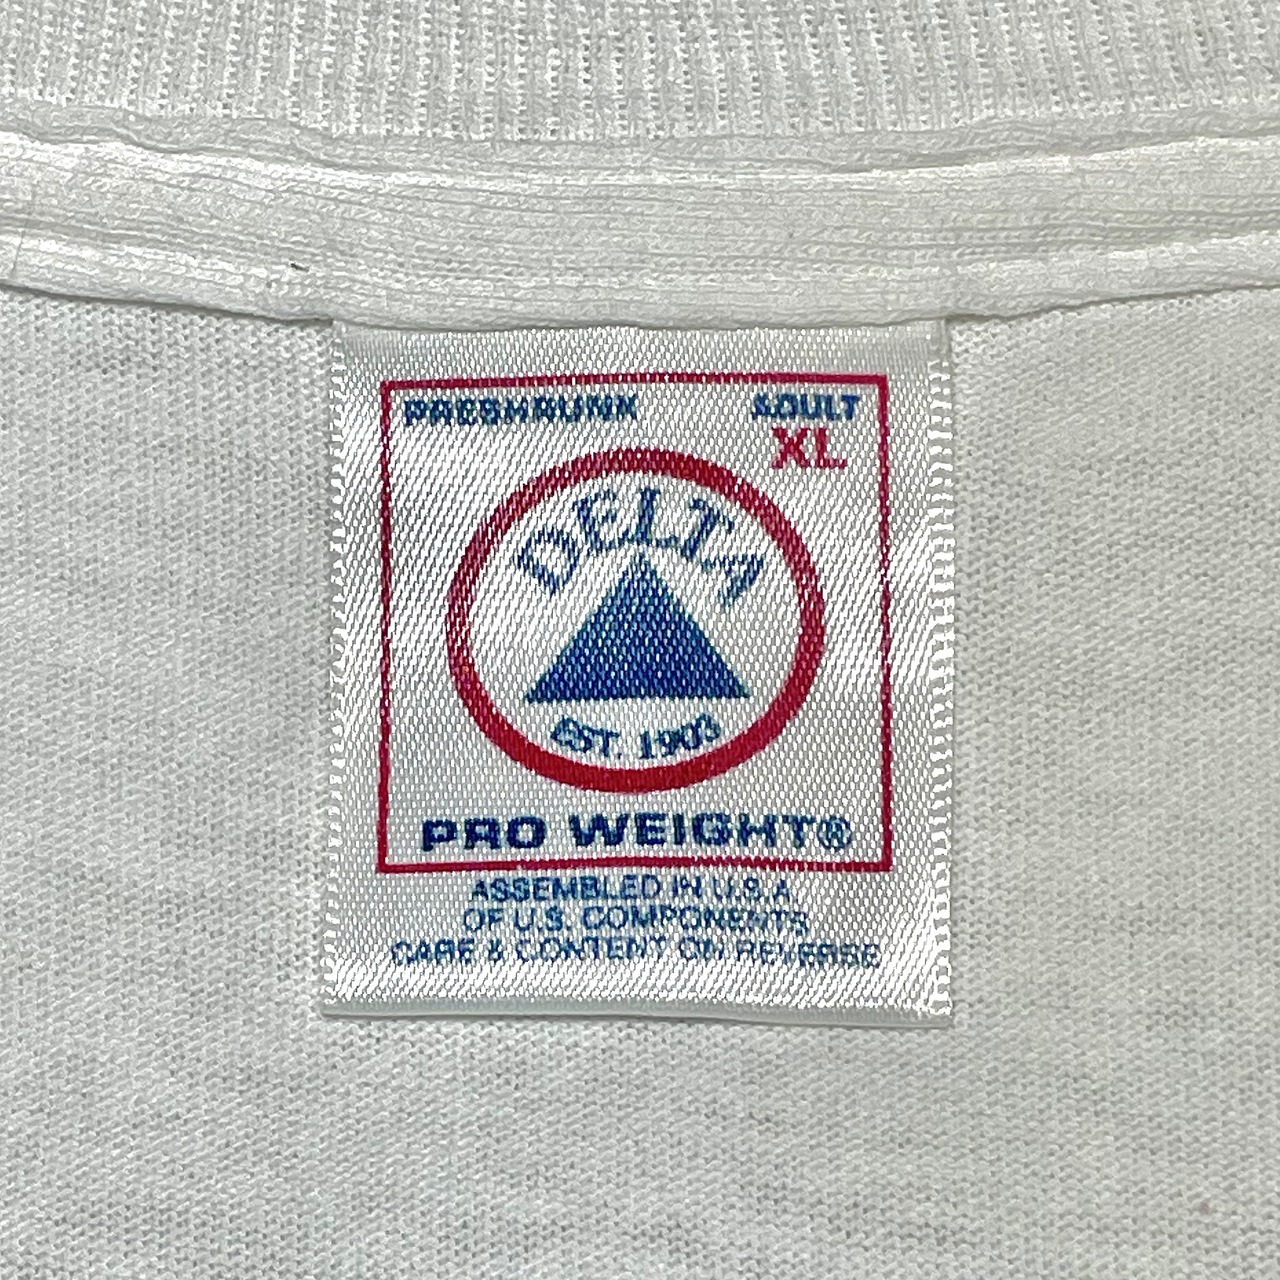 PRESHRUNK
ADULT
XL
DELTA
EST. 1903
PRO WEIGHT®
ASSEMBLED IN U.S.A
OF U.S. COMPONENTS
CARE & CONTENT ON REVERSE